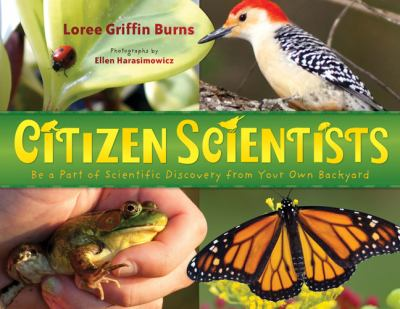 Loree Griffin Burns
Photographs by
Ellen Harasimowicz
CITIZEN SCIENTISTS
Be a Part of Scientific Discovery from Your Own Backyard